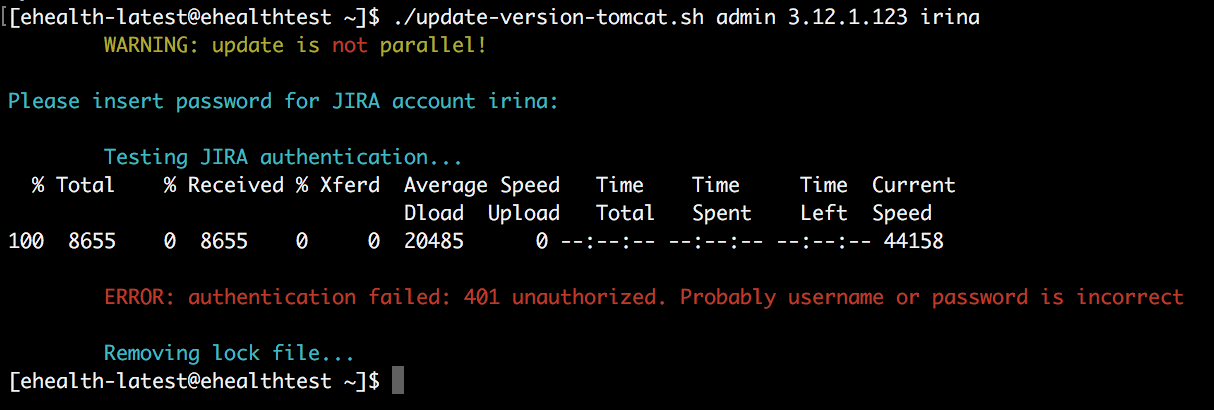 [ehealth-latest@ehealthtest ~]$ ./update-version-tomcat.sh admin 3.12.1.123 irina
WARNING: update is not parallel!
Please insert password for JIRA account irina:
Testing JIRA authentication...
% Total % Received % Xferd Average Speed Time Time Time Current
Dload Upload Total Spent Left Speed
100 8655 0 8655 0 0 20485 0 --:--:-- --:--:-- --:--:-- 44158
ERROR: authentication failed: 401 unauthorized. Probably username or password is incorrect
Removing lock file...
[ehealth-latest@ehealthtest ~]$